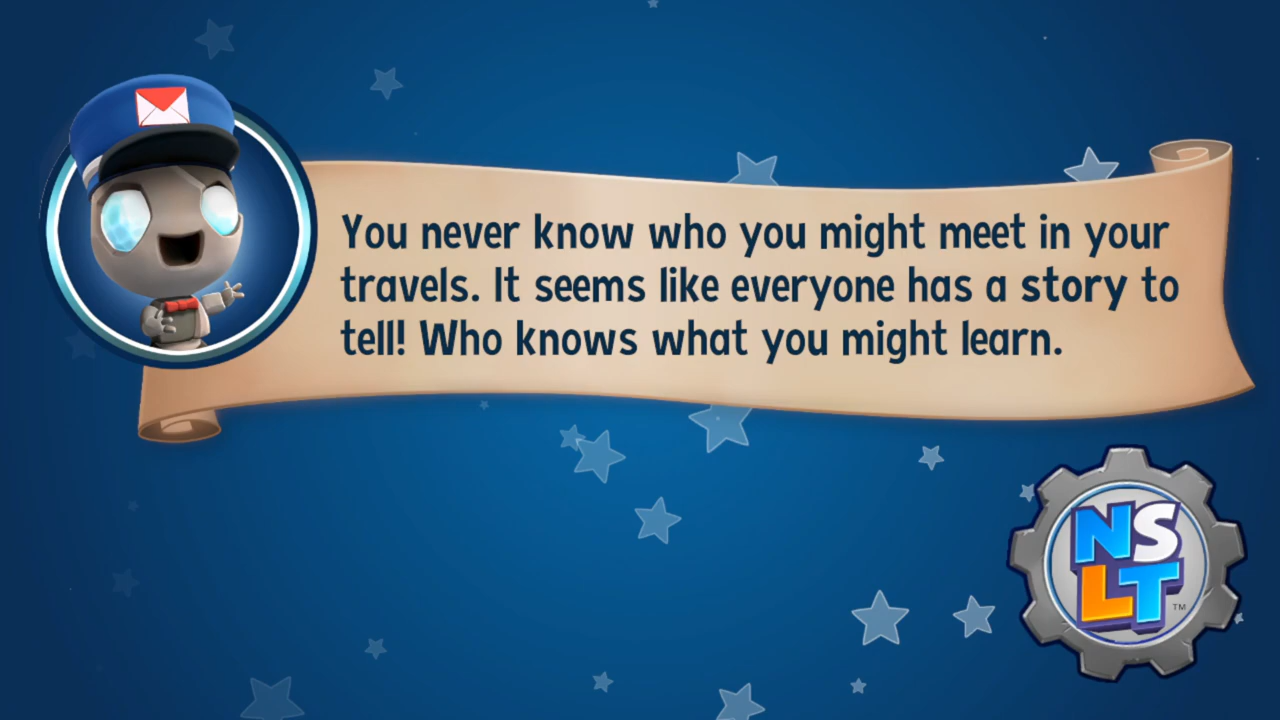 You never know who you might meet in your
travels. It seems like everyone has a story to
tell! Who knows what you might learn.
NS
LT
TM